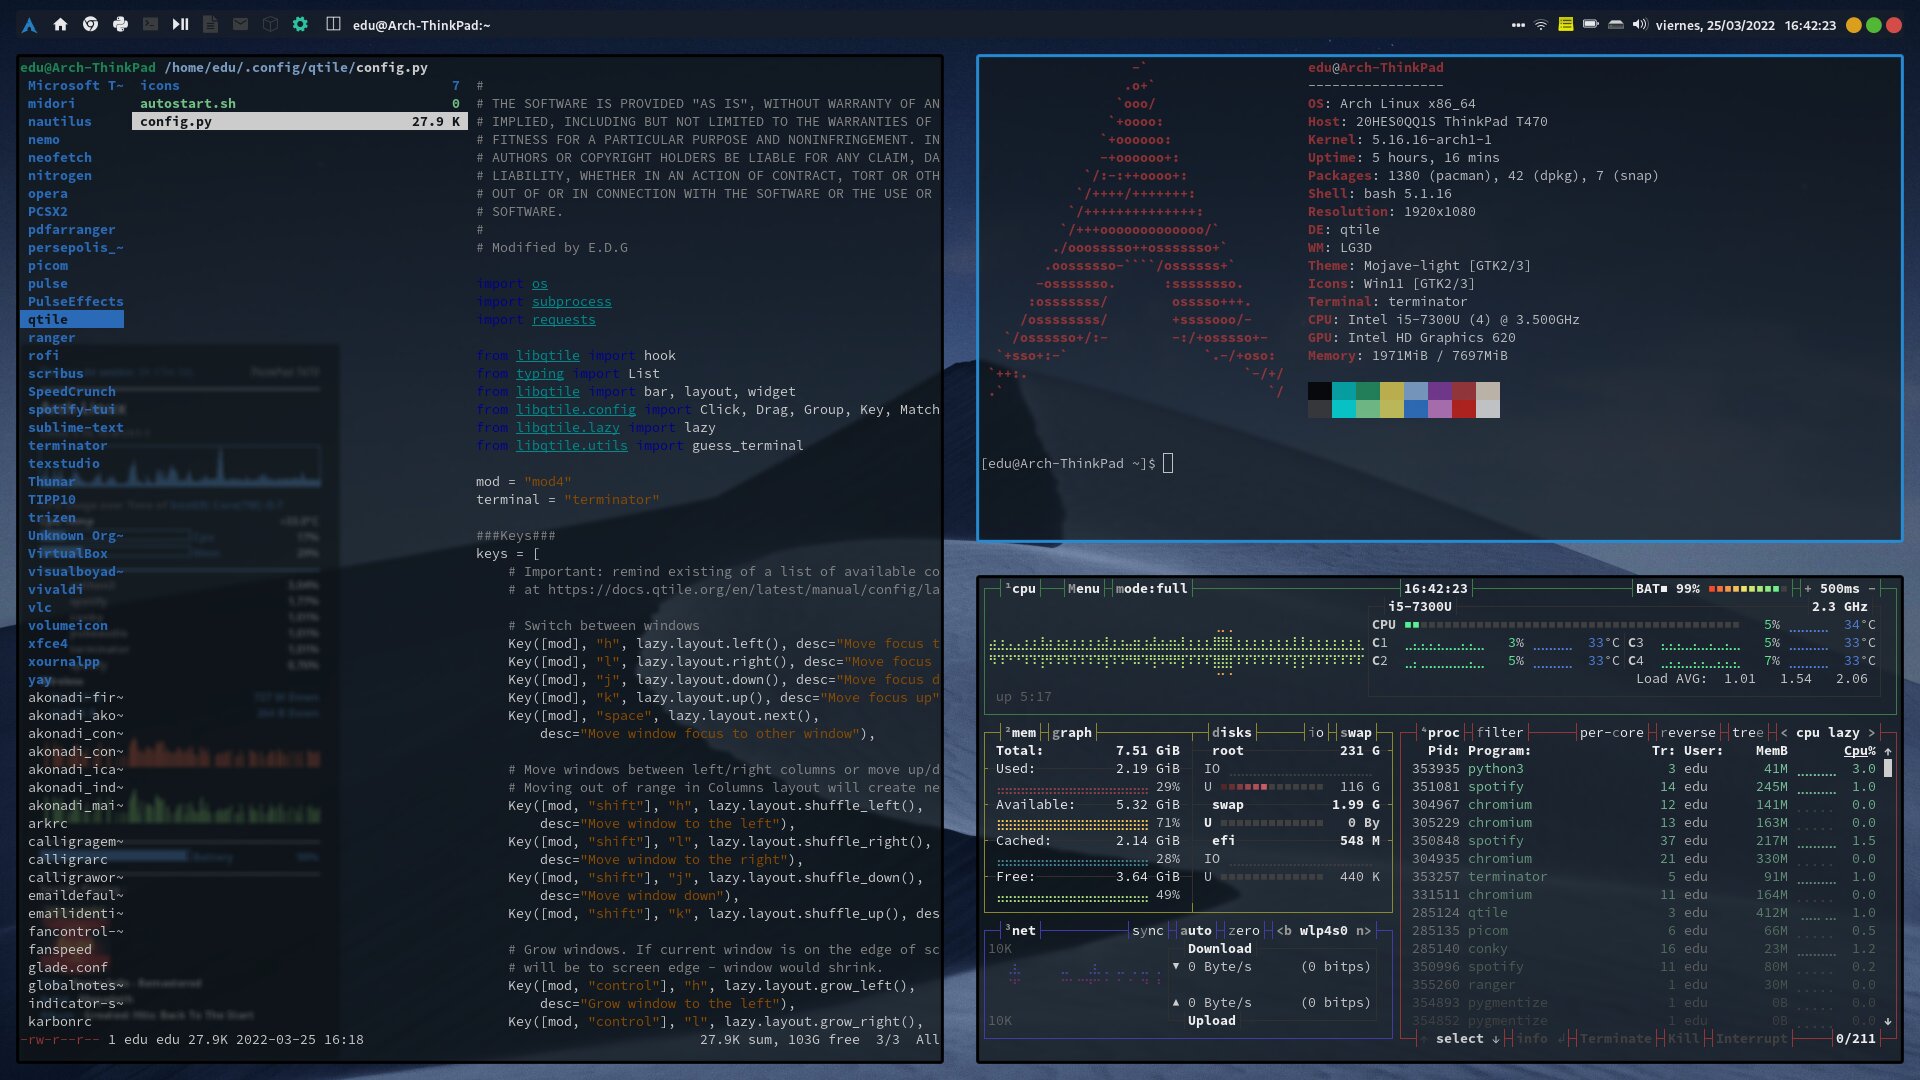 edu@Arch-ThinkPad:~
viernes, 25/03/2022 16:42:23
edu@Arch-ThinkPad /home/edu/.config/qtile/config.py
Microsoft T~ icons 7
midori autostart.sh 0
nautilus config.py 27.9 K
nemo
neofetch
nitrogen
opera
PCSX2
pdfarranger
persepolis_~
picom
pulse
PulseEffects
qtile
ranger
rofi
scribus
SpeedCrunch
spotify-tui
sublime-text
terminator
texstudio
Thunar
TIPP10
trizen
Unknown Org~
VirtualBox
visualboyad~
vivaldi
vlc
volumeicon
xfce4
xournalpp
yay
akonadi-fir~
akonadi_ako~
akonadi_con~
akonadi_con~
akonadi_ica~
akonadi_ind~
akonadi_mai~
arkrc
calligragem~
calligrarc
calligrawor~
emaildefaul~
emailidenti~
fancontrol-~
fanspeed
glade.conf
globalnotes~
indicator-s~
karbonrc
#
# THE SOFTWARE IS PROVIDED "AS IS", WITHOUT WARRANTY OF AN
# IMPLIED, INCLUDING BUT NOT LIMITED TO THE WARRANTIES OF
# FITNESS FOR A PARTICULAR PURPOSE AND NONINFRINGEMENT. IN
# AUTHORS OR COPYRIGHT HOLDERS BE LIABLE FOR ANY CLAIM, DA
# LIABILITY, WHETHER IN AN ACTION OF CONTRACT, TORT OR OTH
# OUT OF OR IN CONNECTION WITH THE SOFTWARE OR THE USE OR
# SOFTWARE.
#
# Modified by E.D.G
import os
import subprocess
import requests
from libqtile import hook
from typing import List
from libqtile import bar, layout, widget
from libqtile.config import Click, Drag, Group, Key, Match
from libqtile.lazy import lazy
from libqtile.utils import guess_terminal
mod = "mod4"
terminal = "terminator"
###Keys###
keys = [
# Important: remind existing of a list of available co
# at https://docs.qtile.org/en/latest/manual/config/la
# Switch between windows
Key([mod], "h", lazy.layout.left(), desc="Move focus t
Key([mod], "l", lazy.layout.right(), desc="Move focus
Key([mod], "j", lazy.layout.down(), desc="Move focus d
Key([mod], "k", lazy.layout.up(), desc="Move focus up"
Key([mod], "space", lazy.layout.next(),
desc="Move window focus to other window"),
# Move windows between left/right columns or move up/d
# Moving out of range in Columns layout will create ne
Key([mod, "shift"], "h", lazy.layout.shuffle_left(),
desc="Move window to the left"),
Key([mod, "shift"], "l", lazy.layout.shuffle_right(),
desc="Move window to the right"),
Key([mod, "shift"], "j", lazy.layout.shuffle_down(),
desc="Move window down"),
Key([mod, "shift"], "k", lazy.layout.shuffle_up(), des
# Grow windows. If current window is on the edge of sc
# will be to screen edge - window would shrink.
Key([mod, "control"], "h", lazy.layout.grow_left(),
desc="Grow window to the left"),
Key([mod, "control"], "l", lazy.layout.grow_right(),
-rw-r--r-- 1 edu edu 27.9K 2022-03-25 16:18 27.9K sum, 103G free 3/3 All
edu@Arch-ThinkPad
-----------------
OS: Arch Linux x86_64
Host: 20HES0QQ1S ThinkPad T470
Kernel: 5.16.16-arch1-1
Uptime: 5 hours, 16 mins
Packages: 1380 (pacman), 42 (dpkg), 7 (snap)
Shell: bash 5.1.16
Resolution: 1920x1080
DE: qtile
WM: LG3D
Theme: Mojave-light [GTK2/3]
Icons: Win11 [GTK2/3]
Terminal: terminator
CPU: Intel i5-7300U (4) @ 3.500GHz
GPU: Intel HD Graphics 620
Memory: 1971MiB / 7697MiB
[edu@Arch-ThinkPad ~]$
¹cpu Menu mode:full 16:42:23 BAT■ 99% + 500ms -
i5-7300U 2.3 GHz
CPU 5% 34°C
C1 3% 33°C C3 5% 33°C
C2 5% 33°C C4 7% 33°C
Load AVG: 1.01 1.54 2.06
up 5:17
²mem graph disks io swap
Total: 7.51 GiB root 231 G
Used: 2.19 GiB IO
29% U 116 G
Available: 5.32 GiB swap 1.99 G
71% U 0 By
Cached: 2.14 GiB efi 548 M
28% IO
Free: 3.64 GiB U 440 K
49%
³net sync auto zero <b wlp4s0 n>
10K Download
▼ 0 Byte/s (0 bitps)
▲ 0 Byte/s (0 bitps)
10K Upload
⁴proc filter per-core reverse tree < cpu lazy >
Pid: Program: Tr: User: MemB Cpu% ↑
353935 python3 3 edu 41M 3.0
351081 spotify 14 edu 245M 1.0
304967 chromium 12 edu 141M 0.0
305229 chromium 13 edu 163M 0.0
350848 spotify 37 edu 217M 1.5
304935 chromium 21 edu 330M 0.0
353257 terminator 5 edu 91M 1.0
331511 chromium 11 edu 164M 0.0
285124 qtile 3 edu 412M 1.0
285135 picom 6 edu 66M 0.5
285140 conky 16 edu 23M 1.2
350996 spotify 11 edu 80M 0.2
355260 ranger 1 edu 30M 0.0
354893 pygmentize 1 edu 0B 0.0
354852 pygmentize 1 edu 0B 0.0 ↓
↑ select ↓ info ↲ Terminate Kill Interrupt 0/211